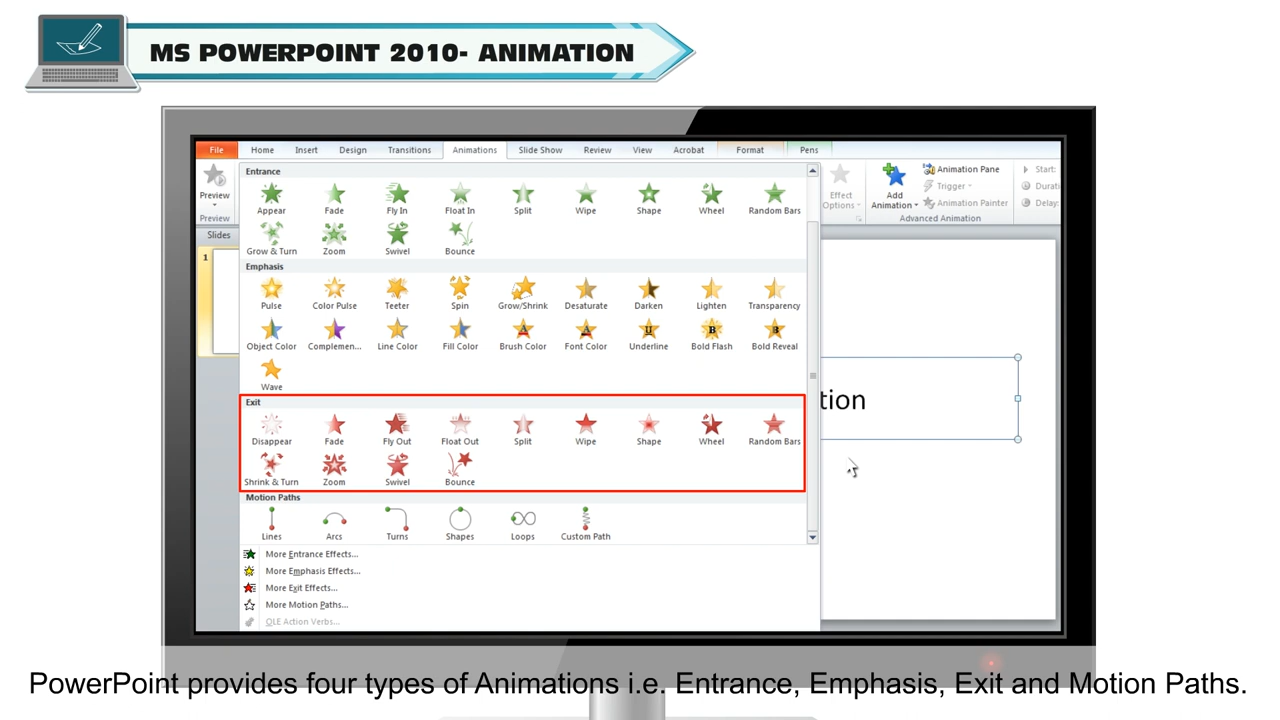 MS POWERPOINT 2010- ANIMATION
File Home Insert Design Transitions Animations Slide Show Review View Acrobat Format Pens
Preview
Preview
Effect Options
Add Animation
Animation Pane
Trigger
Animation Painter
Advanced Animation
Start:
Durati
Delay:
Slides
1
Entrance
Appear Fade Fly In Float In Split Wipe Shape Wheel Random Bars
Grow & Turn Zoom Swivel Bounce
Emphasis
Pulse Color Pulse Teeter Spin Grow/Shrink Desaturate Darken Lighten Transparency
Object Color Complemen... Line Color Fill Color Brush Color Font Color Underline Bold Flash Bold Reveal
Wave
Exit
Disappear Fade Fly Out Float Out Split Wipe Shape Wheel Random Bars
Shrink & Turn Zoom Swivel Bounce
Motion Paths
Lines Arcs Turns Shapes Loops Custom Path
More Entrance Effects...
More Emphasis Effects...
More Exit Effects...
More Motion Paths...
OLE Action Verbs...
tion
PowerPoint provides four types of Animations i.e. Entrance, Emphasis, Exit and Motion Paths.